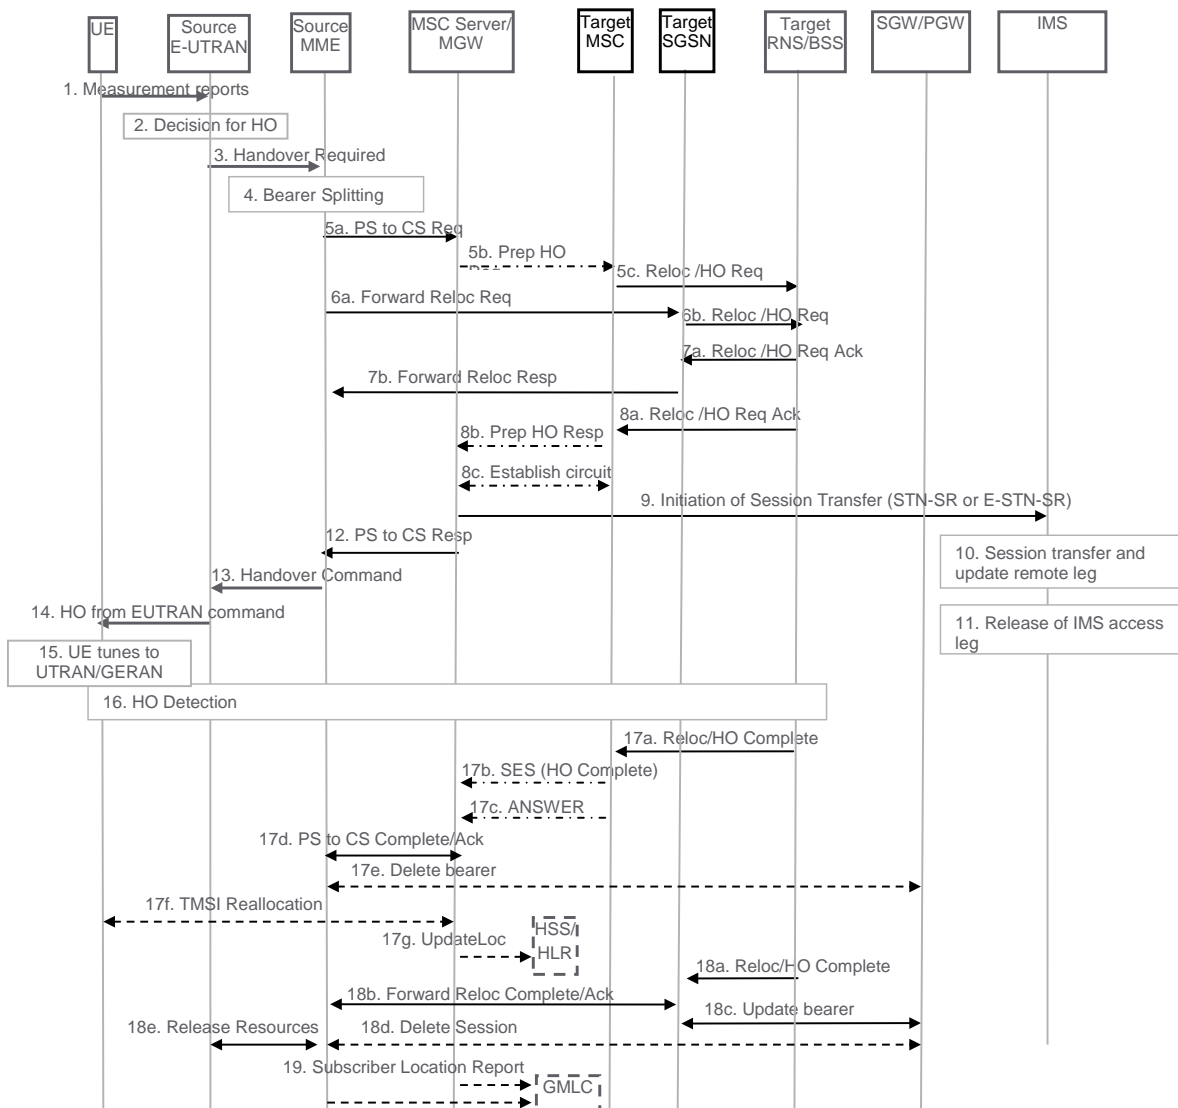 UE
Source
E-UTRAN
Source
MME
MSC Server/
MGW
Target
MSC
Target
SGSN
Target
RNS/BSS
SGW/PGW
IMS
1. Measurement reports
2. Decision for HO
3. Handover Required
4. Bearer Splitting
5a. PS to CS Req
5b. Prep HO
5c. Reloc /HO Req
6a. Forward Reloc Req
6b. Reloc /HO Req
7a. Reloc /HO Req Ack
7b. Forward Reloc Resp
8a. Reloc /HO Req Ack
8b. Prep HO Resp
8c. Establish circuit
9. Initiation of Session Transfer (STN-SR or E-STN-SR)
12. PS to CS Resp
10. Session transfer and
update remote leg
13. Handover Command
14. HO from EUTRAN command
11. Release of IMS access
leg
15. UE tunes to
UTRAN/GERAN
16. HO Detection
17a. Reloc/HO Complete
17b. SES (HO Complete)
17c. ANSWER
17d. PS to CS Complete/Ack
17e. Delete bearer
17f. TMSI Reallocation
HSS/
HLR
17g. UpdateLoc
18a. Reloc/HO Complete
18b. Forward Reloc Complete/Ack
18c. Update bearer
18e. Release Resources
18d. Delete Session
19. Subscriber Location Report
GMLC